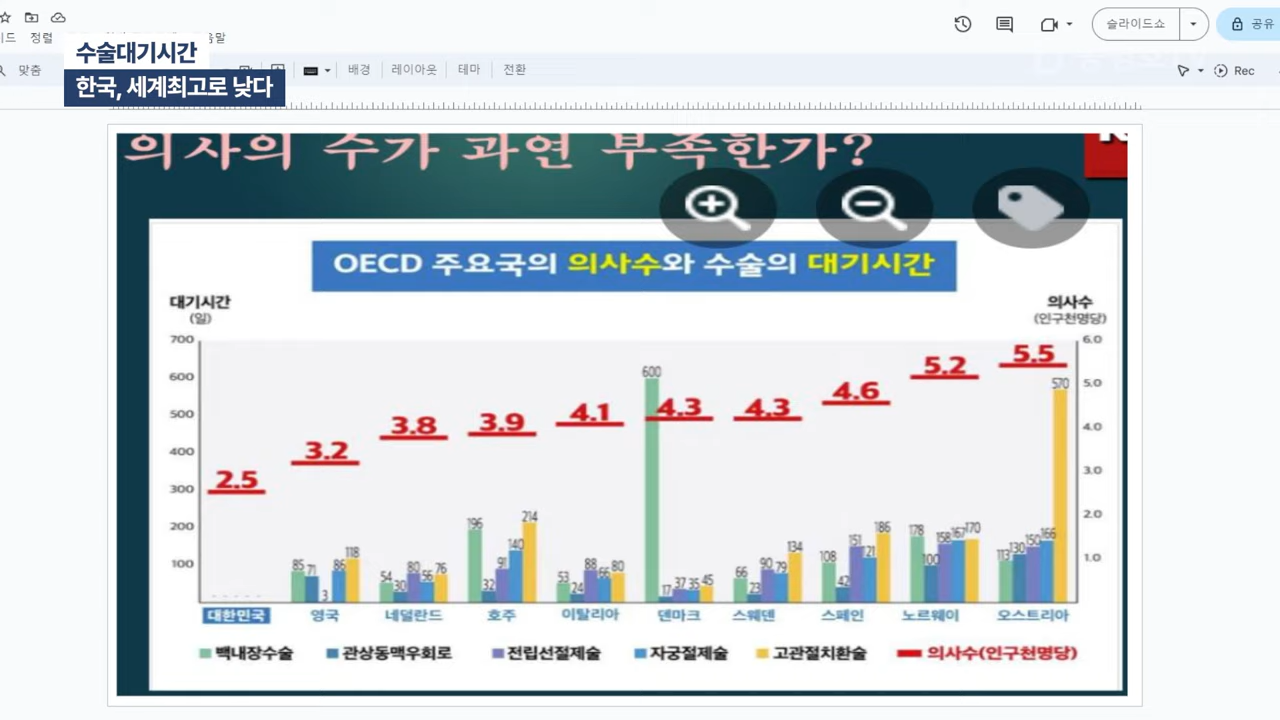 수술대기시간
한국, 세계최고로 낮다
정렬
슬라이드쇼
공유
맞춤
배경
레이아웃
테마
전환
Rec
의사의 수가 과연 부족한가?
OECD 주요국의 의사수와 수술의 대기시간
대기시간
(일)
의사수
(인구천명당)
700
600
500
400
300
200
100
6.0
5.0
4.0
3.0
2.0
1.0
2.5
3.2
3.8
3.9
4.1
4.3
4.3
4.6
5.2
5.5
85 71 3 86 118
54 30 80 56 76
196 32 91 140 214
53 24 88 66 80
600 17 37 35 45
66 23 90 79 134
108 42 151 121 186
178 100 158 167 170
113 130 150 166 570
대한민국 영국 네덜란드 호주 이탈리아 덴마크 스웨덴 스페인 노르웨이 오스트리아
백내장수술 관상동맥우회로 전립선절제술 자궁절제술 고관절치환술 의사수(인구천명당)